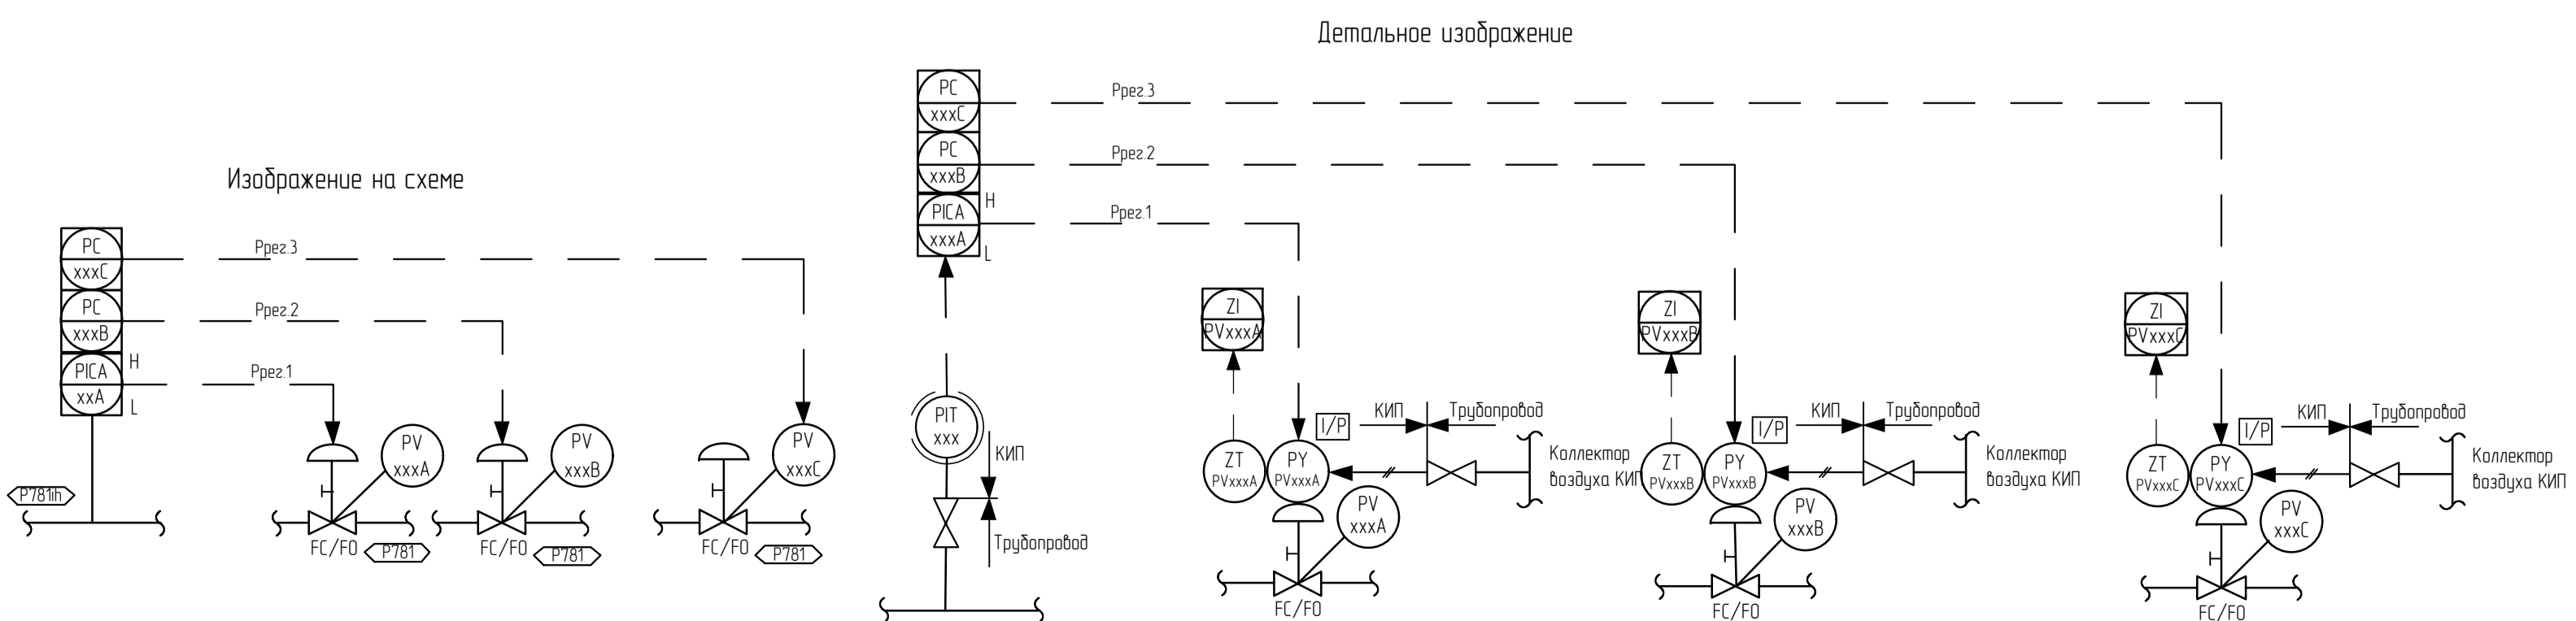 Изображение на схеме
PC
xxxC
PC
xxxB
PICA
xxA
H
L
Pрег.3
Pрег.2
Pрег.1
PV
xxxA
PV
xxxB
PV
xxxC
P781ih
FC/FO
P781
FC/FO
P781
FC/FO
P781
Детальное изображение
PC
xxxC
PC
xxxB
PICA
xxxA
H
L
Pрег.3
Pрег.2
Pрег.1
PIT
xxx
КИП
Трубопровод
ZI
PVxxxA
ZT
PVxxxA
PY
PVxxxA
I/P
КИП
Трубопровод
Коллектор
воздуха КИП
PV
xxxA
FC/FO
ZI
PVxxxB
ZT
PVxxxB
PY
PVxxxB
I/P
КИП
Трубопровод
Коллектор
воздуха КИП
PV
xxxB
FC/FO
ZI
PVxxxC
ZT
PVxxxC
PY
PVxxxC
I/P
КИП
Трубопровод
Коллектор
воздуха КИП
PV
xxxC
FC/FO